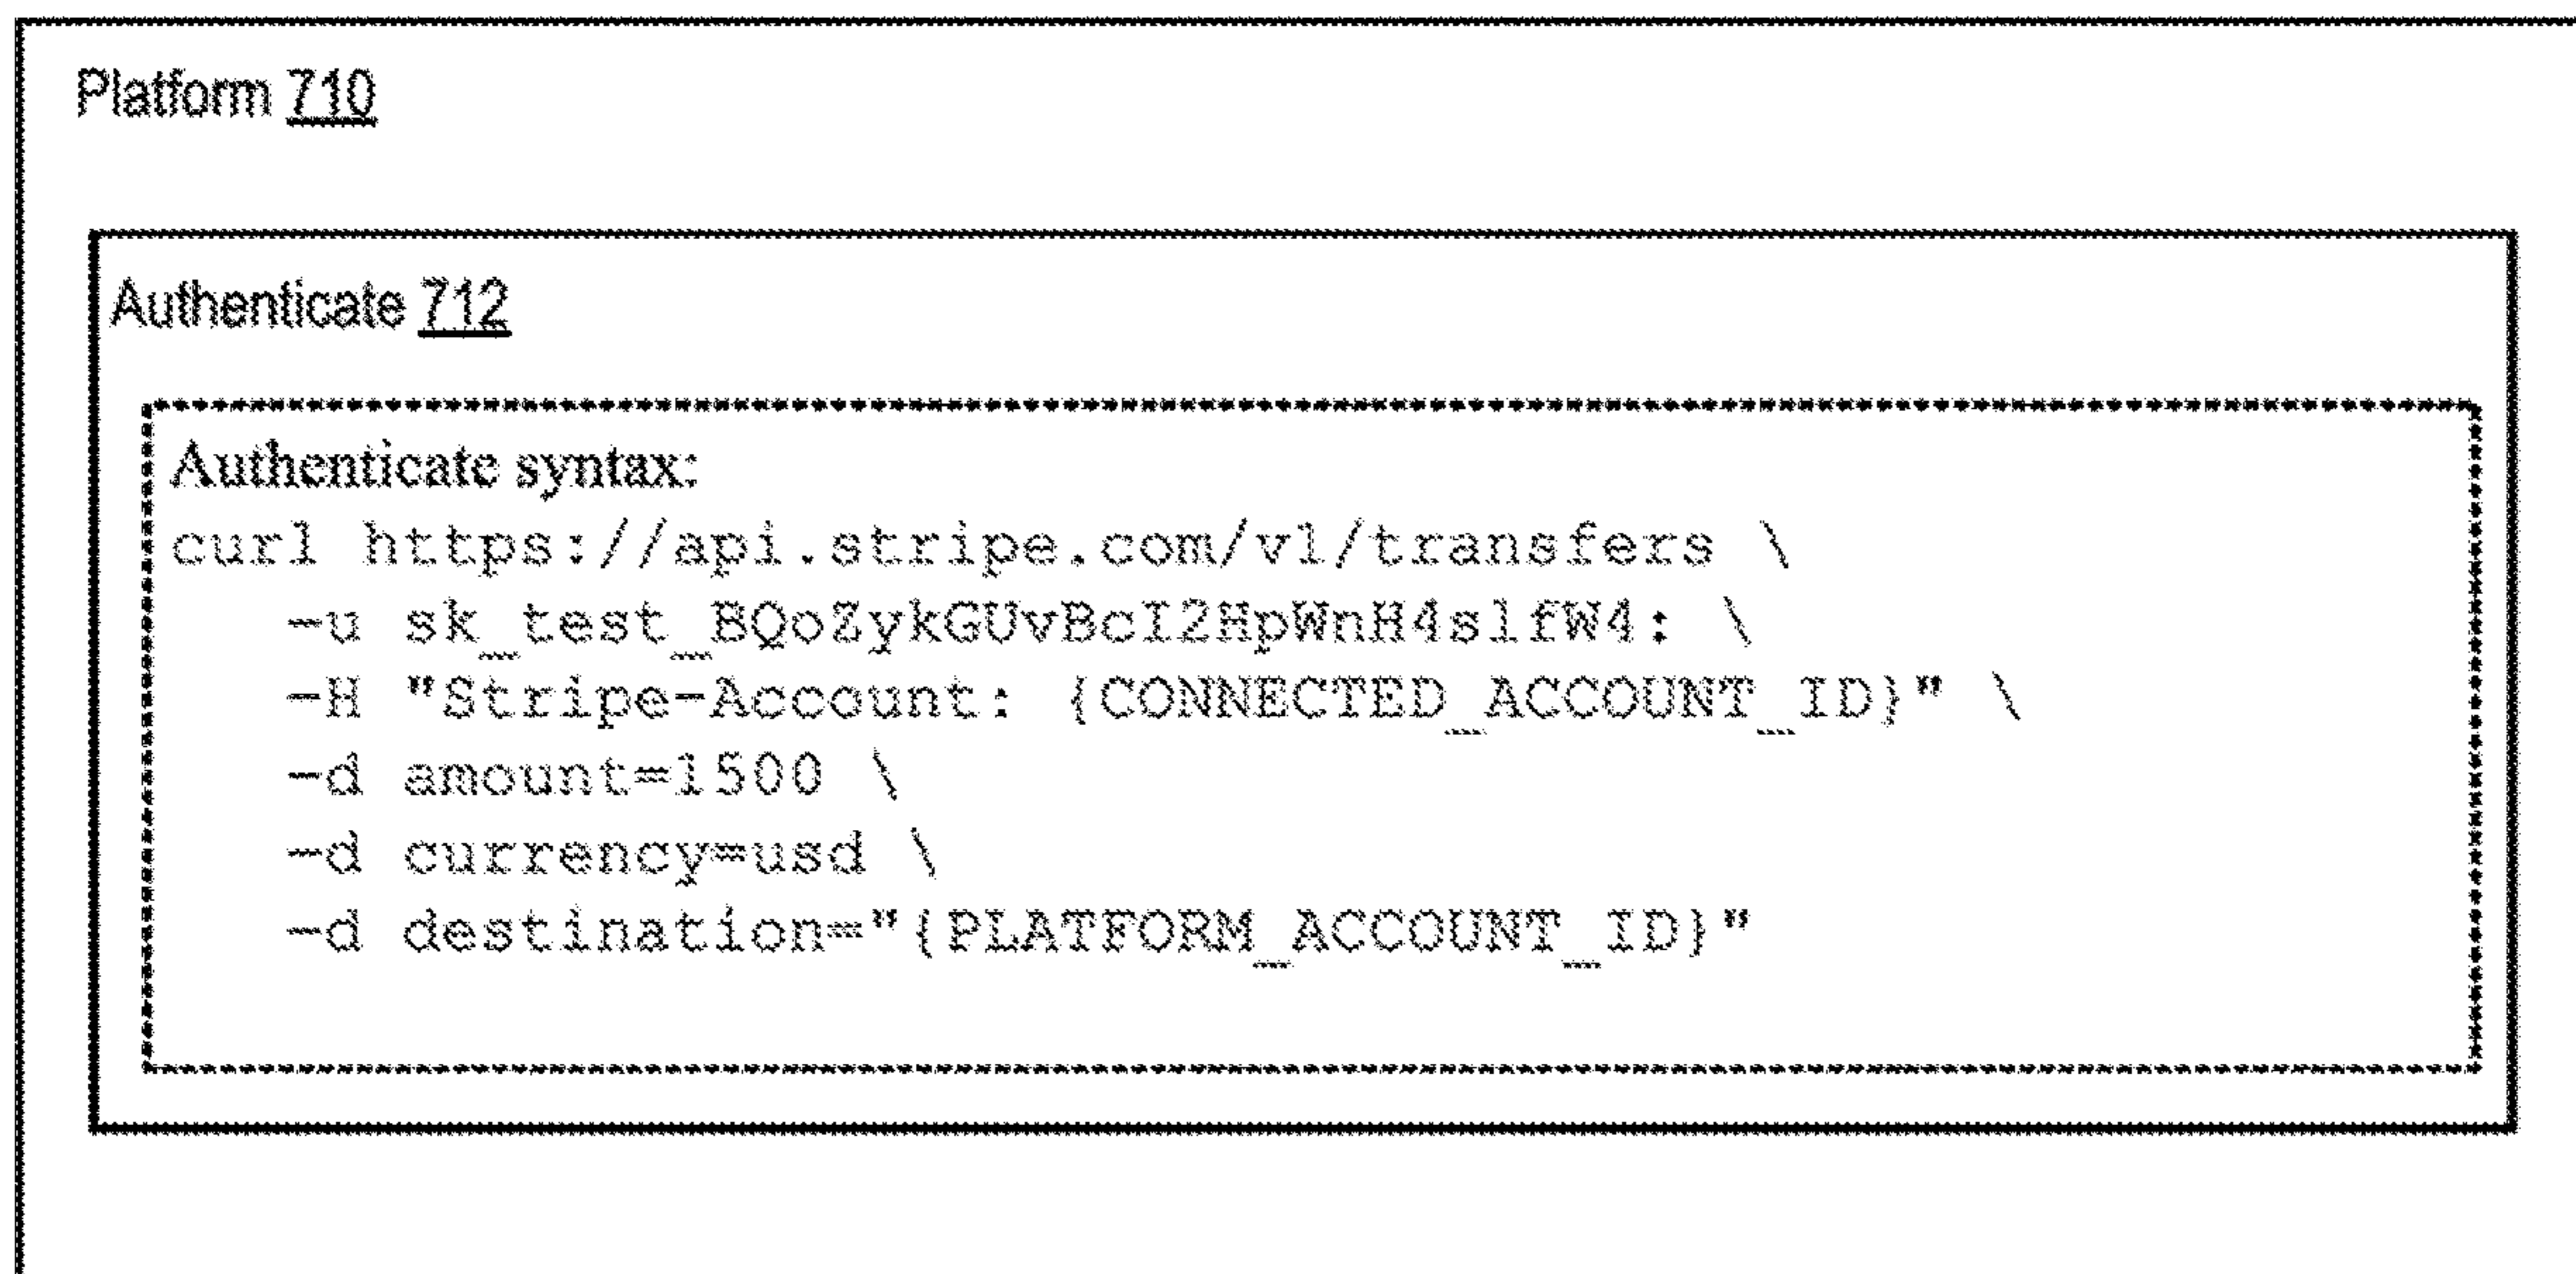 Platform 710
Authenticate 712
Authenticate syntax:
curl https://api.stripe.com/v1/transfers \
-u sk_test_BQoZykGUvBcI2HpWnH4slfW4: \
-H "Stripe-Account: {CONNECTED_ACCOUNT_ID}" \
-d amount=1500 \
-d currency=usd \
-d destination="{PLATFORM_ACCOUNT_ID}"